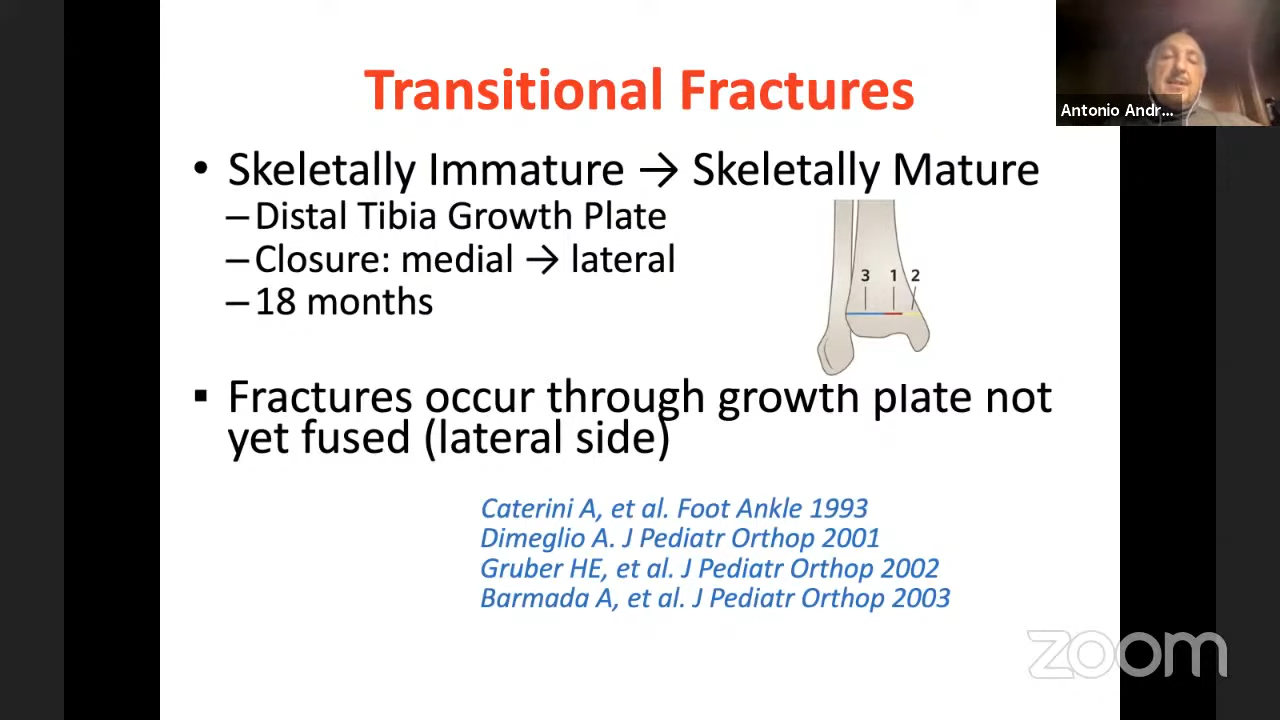 Transitional Fractures
Antonio Andr...
• Skeletally Immature → Skeletally Mature
–Distal Tibia Growth Plate
–Closure: medial → lateral
–18 months
3 1 2
▪ Fractures occur through growth plate not
yet fused (lateral side)
Caterini A, et al. Foot Ankle 1993
Dimeglio A. J Pediatr Orthop 2001
Gruber HE, et al. J Pediatr Orthop 2002
Barmada A, et al. J Pediatr Orthop 2003
zoom